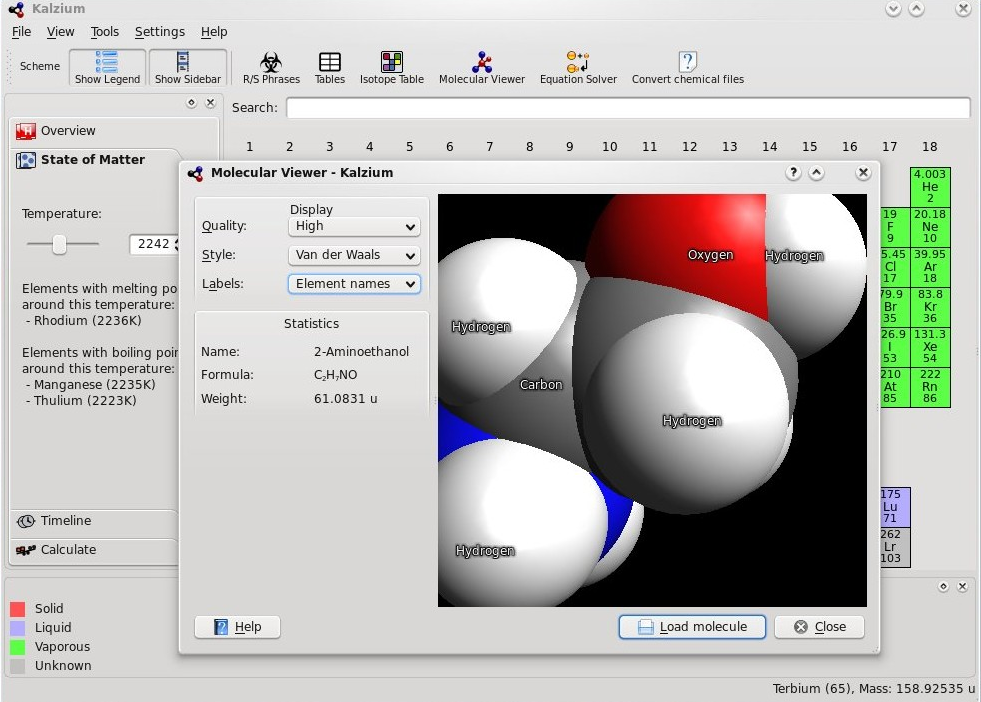 Kalzium
File View Tools Settings Help
Scheme Show Legend Show Sidebar R/S Phrases Tables Isotope Table Molecular Viewer Equation Solver Convert chemical files
Search:
Overview
State of Matter
Temperature:
2242
Elements with melting po
around this temperature:
- Rhodium (2236K)
Elements with boiling poin
around this temperature:
- Manganese (2235K)
- Thulium (2223K)
Timeline
Calculate
1 2 3 4 5 6 7 8 9 10 11 12 13 14 15 16 17 18
4.003
He
2
19 20.18
F Ne
9 10
5.45 39.95
Cl Ar
17 18
79.9 83.8
Br Kr
35 36
26.9 131.3
I Xe
53 54
210 222
At Rn
85 86
175
Lu
71
262
Lr
103
Molecular Viewer - Kalzium
Display
Quality: High
Style: Van der Waals
Labels: Element names
Statistics
Name: 2-Aminoethanol
Formula: C₂H₇NO
Weight: 61.0831 u
Oxygen
Hydrogen
Hydrogen
Carbon
Hydrogen
Hydrogen
Help
Load molecule
Close
Solid
Liquid
Vaporous
Unknown
Terbium (65), Mass: 158.92535 u